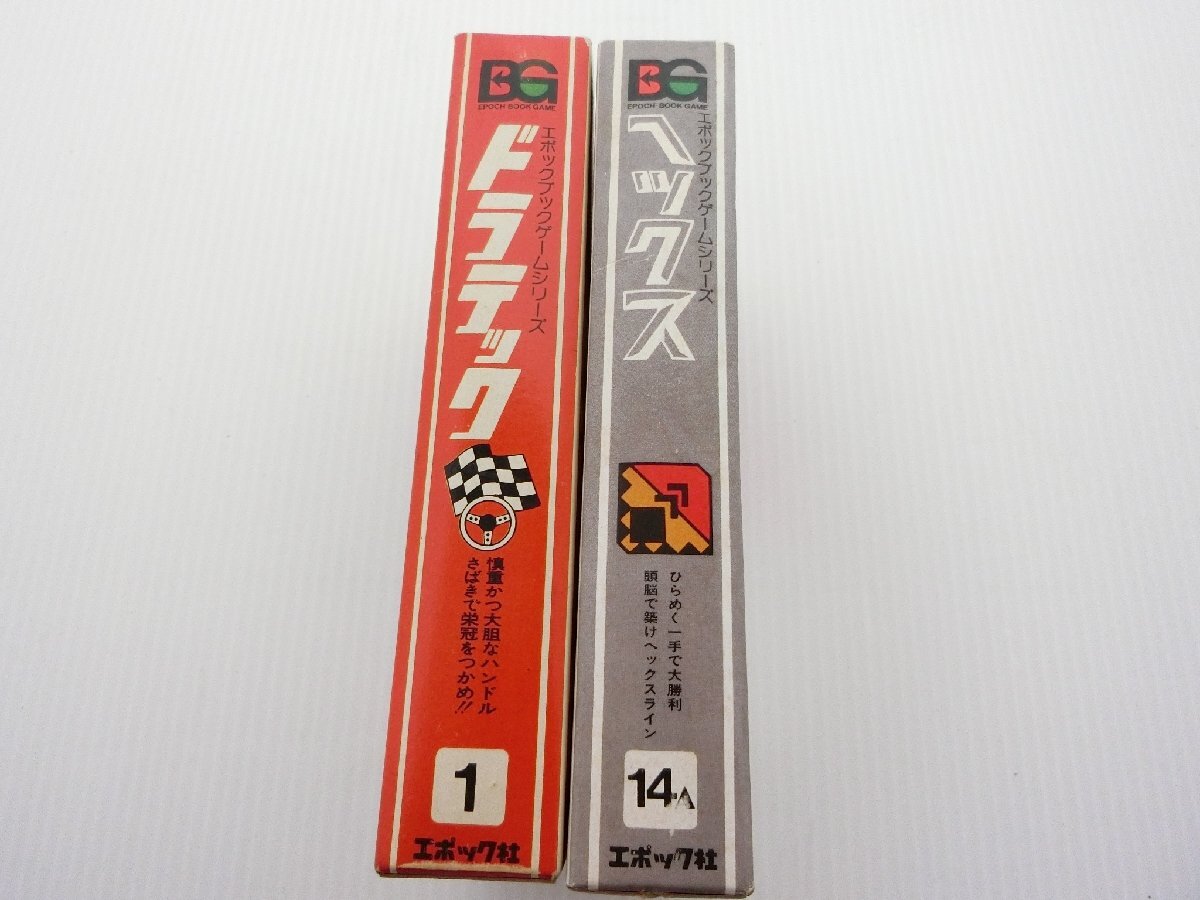 BG
EPOCH BOOK GAME
エポックブックゲームシリーズ
ドラテック
慎重かつ大胆なハンドル
さばきで栄冠をつかめ!!
1
エポック社
BG
EPOCH BOOK GAME
エポックブックゲームシリーズ
ヘックス
ひらめく一手で大勝利
頭脳で築けヘックスライン
14A
エポック社